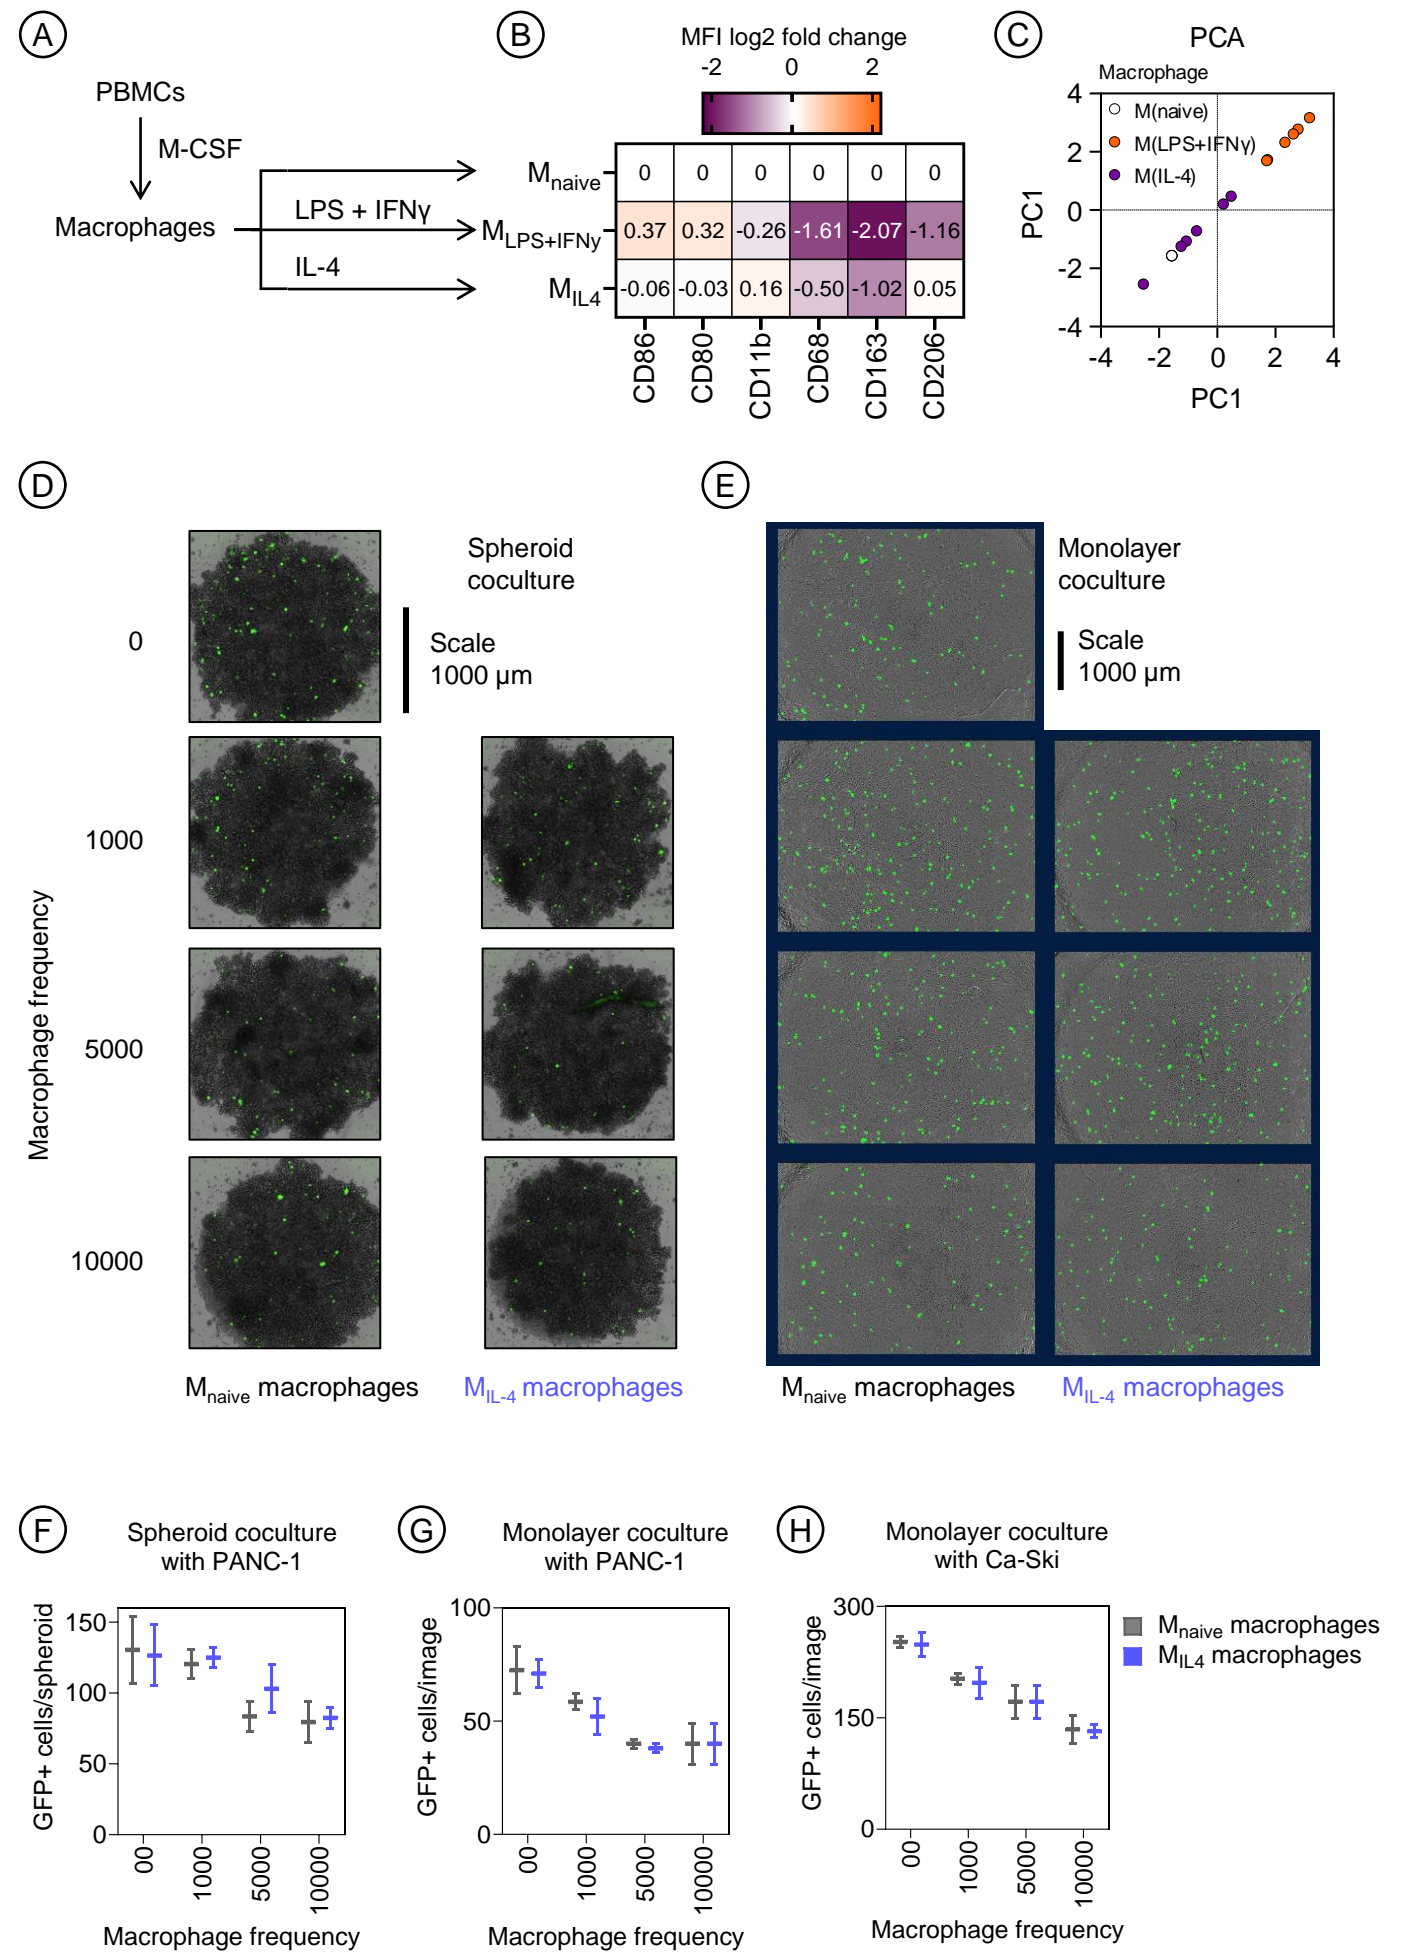 A
PBMCs
M-CSF
Macrophages
LPS + IFNγ
IL-4
B
MFI log2 fold change
-2 0 2
Mnaive 0 0 0 0 0 0
MLPS+IFNy 0.37 0.32 -0.26 -1.61 -2.07 -1.16
MIL4 -0.06 -0.03 0.16 -0.50 -1.02 0.05
CD86 CD80 CD11b CD68 CD163 CD206
C
PCA
Macrophage
M(naive)
M(LPS+IFNγ)
M(IL-4)
PC1
4
2
0
-2
-4
-4 -2 0 2 4
PC1
D
Spheroid
coculture
Scale
1000 µm
Macrophage frequency
0
1000
5000
10000
Mnaive macrophages
MIL-4 macrophages
E
Monolayer
coculture
Scale
1000 µm
Mnaive macrophages
MIL-4 macrophages
F
Spheroid coculture
with PANC-1
GFP+ cells/spheroid
150
100
50
0
00 1000 5000 10000
Macrophage frequency
G
Monolayer coculture
with PANC-1
GFP+ cells/image
100
50
0
00 1000 5000 10000
Macrophage frequency
H
Monolayer coculture
with Ca-Ski
GFP+ cells/image
300
150
0
00 1000 5000 10000
Macrophage frequency
Mnaive macrophages
MIL4 macrophages